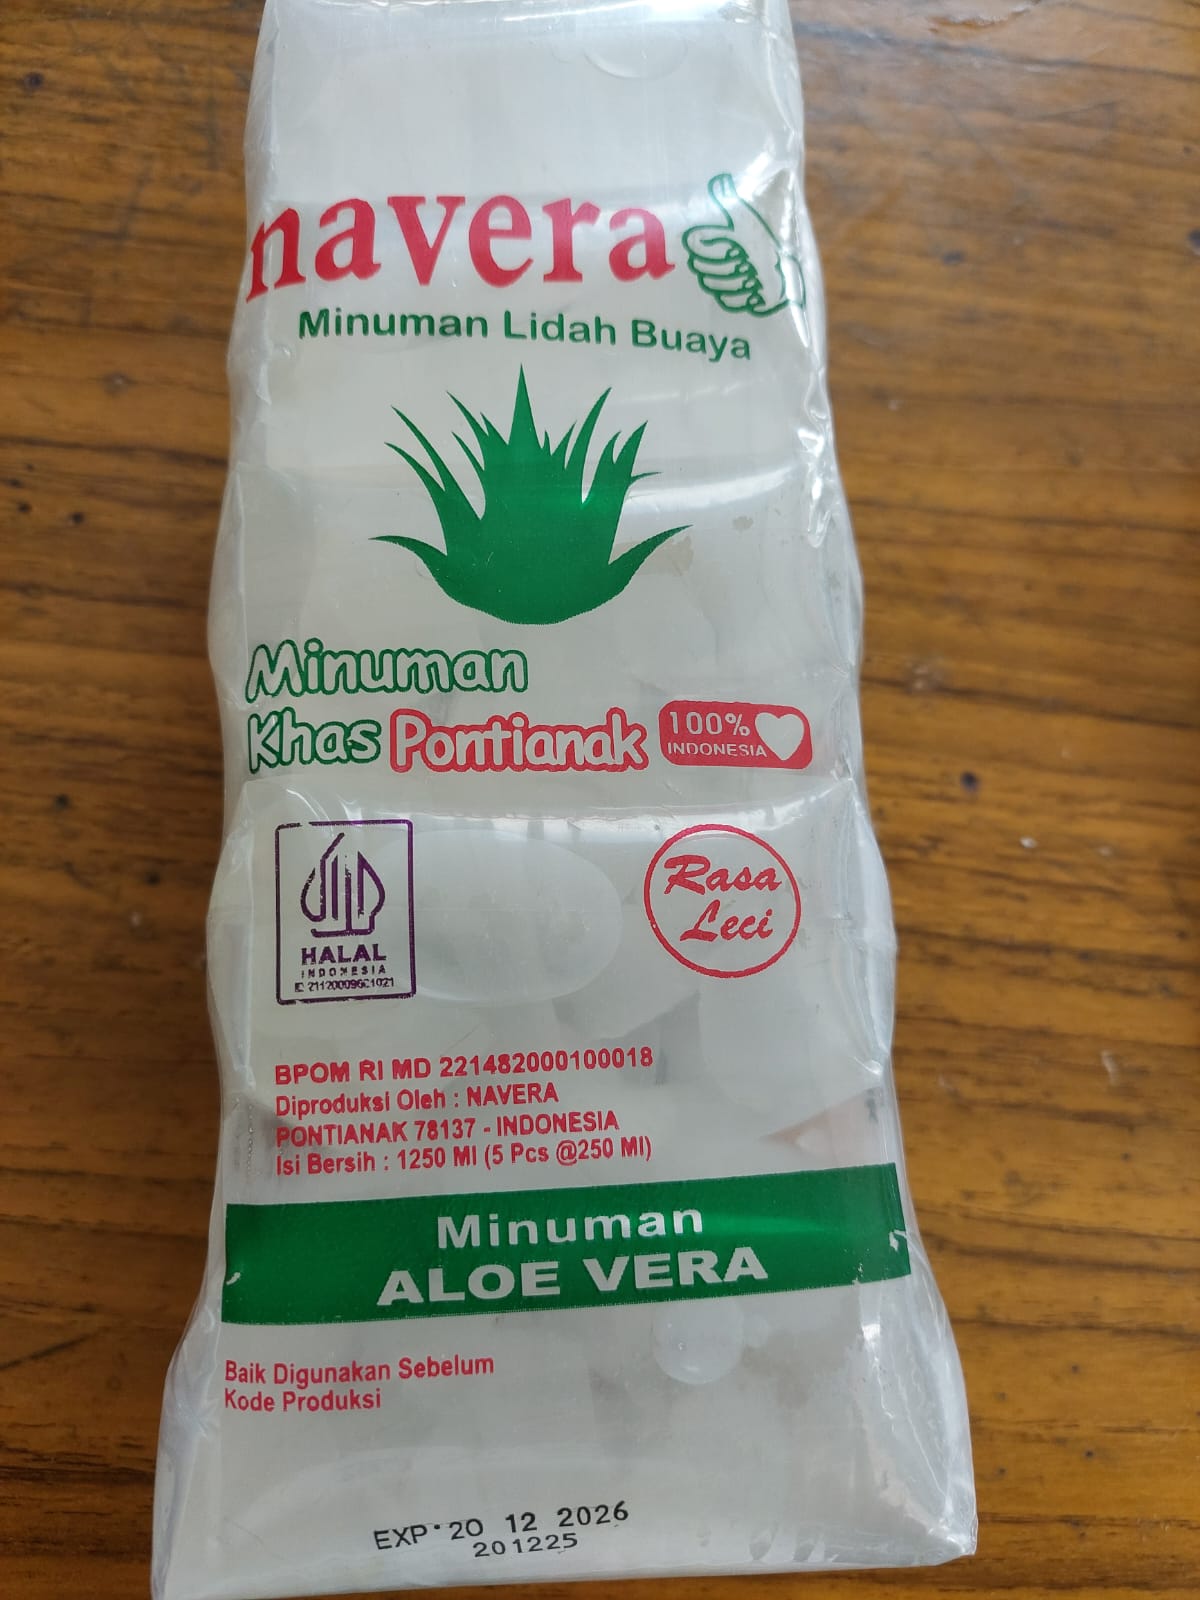 navera
Minuman Lidah Buaya
Minuman
Khas Pontianak
100%
INDONESIA
HALAL
INDONESIA
Rasa
Leci
BPOM RI MD 221482000100018
Diproduksi Oleh : NAVERA
PONTIANAK 78137 - INDONESIA
Isi Bersih : 1250 Ml (5 Pcs @250 Ml)
Minuman
ALOE VERA
Baik Digunakan Sebelum
Kode Produksi
EXP 20 12 2026
201225